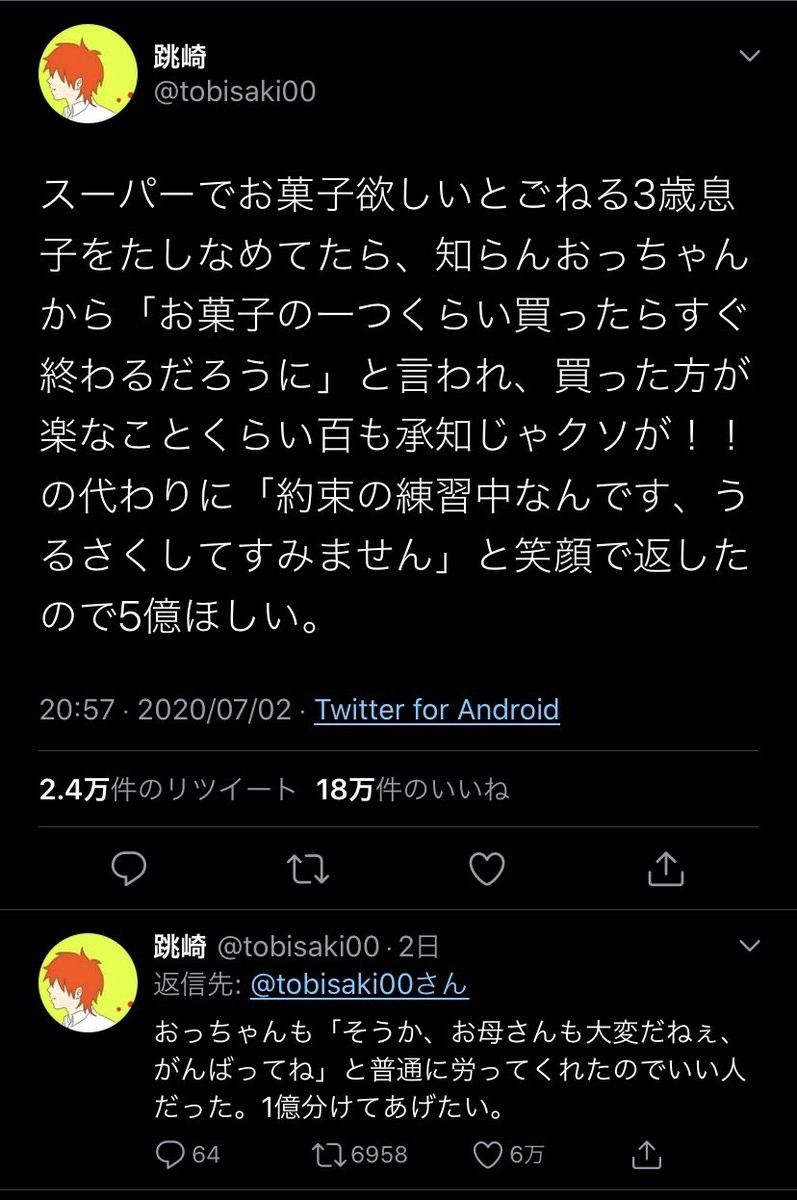 跳崎
@tobisaki00
スーパーでお菓子欲しいとごねる3歳息
子をたしなめてたら、知らんおっちゃん
から「お菓子の一つくらい買ったらすぐ
終わるだろうに」と言われ、買った方が
楽なことくらい百も承知じゃクソが！！
の代わりに「約束の練習中なんです、う
るさくしてすみません」と笑顔で返した
ので5億ほしい。
20:57 · 2020/07/02 · Twitter for Android
2.4万件のリツイート 18万件のいいね
跳崎 @tobisaki00 · 2日
返信先: @tobisaki00さん
おっちゃんも「そうか、お母さんも大変だねぇ、
がんばってね」と普通に労ってくれたのでいい人
だった。1億分けてあげたい。
64 6958 6万